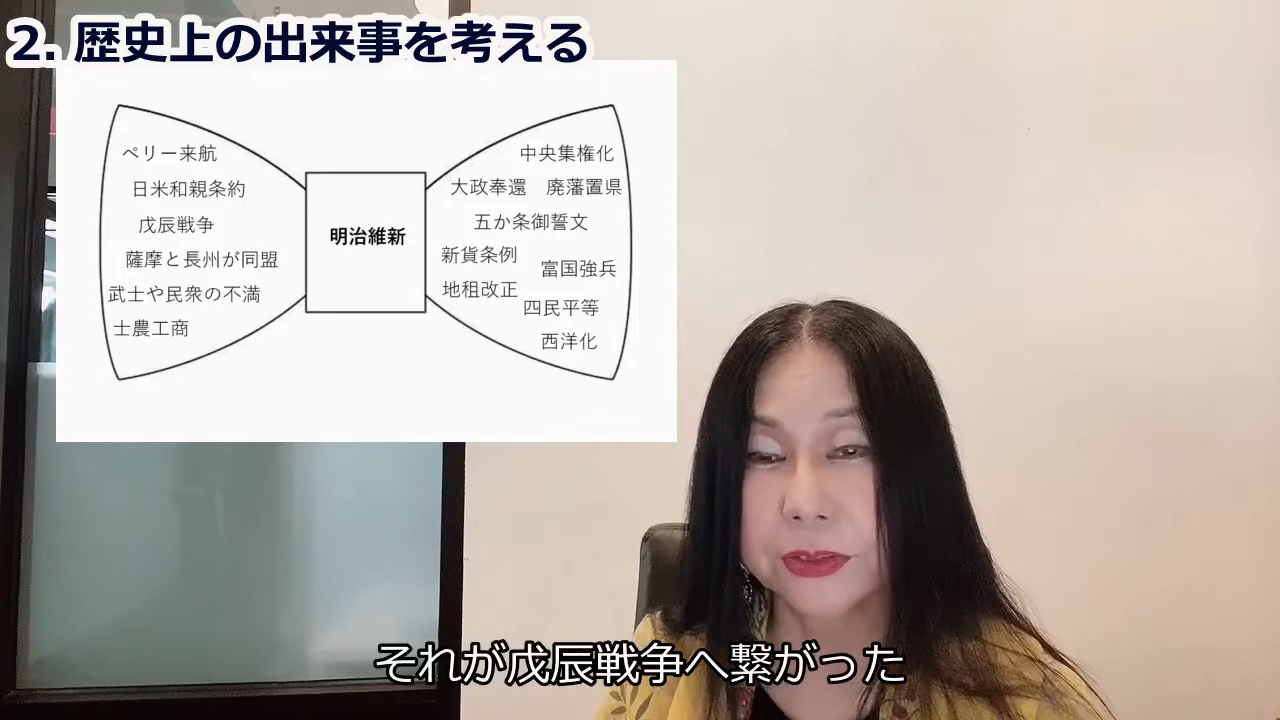 2. 歴史上の出来事を考える
ペリー来航
日米和親条約
戊辰戦争
薩摩と長州が同盟
武士や民衆の不満
士農工商
明治維新
中央集権化
大政奉還 廃藩置県
五か条御誓文
新貨条例
富国強兵
地租改正
四民平等
西洋化
それが戊辰戦争へ繋がった